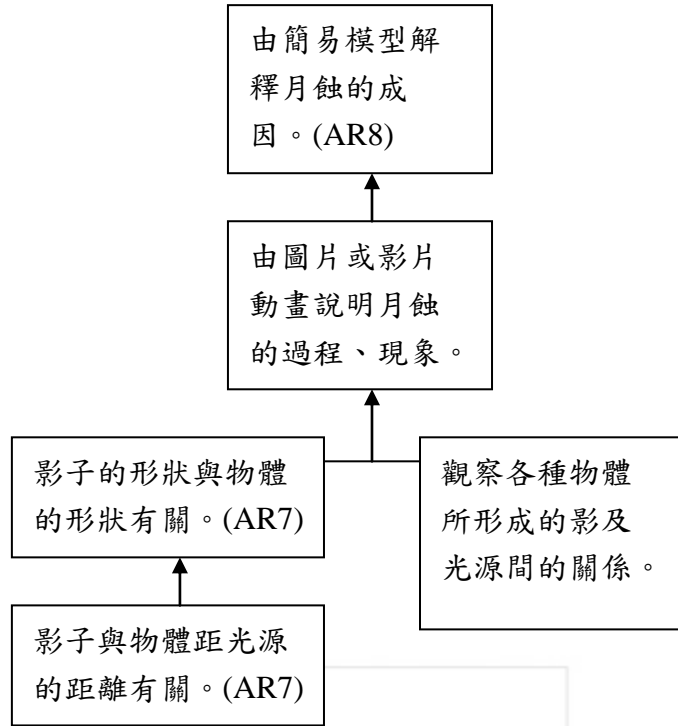 由簡易模型解
釋月蝕的成
因。(AR8)
由圖片或影片
動畫說明月蝕
的過程、現象。
影子的形狀與物體
的形狀有關。(AR7)
觀察各種物體
所形成的影及
光源間的關係。
影子與物體距光源
的距離有關。(AR7)